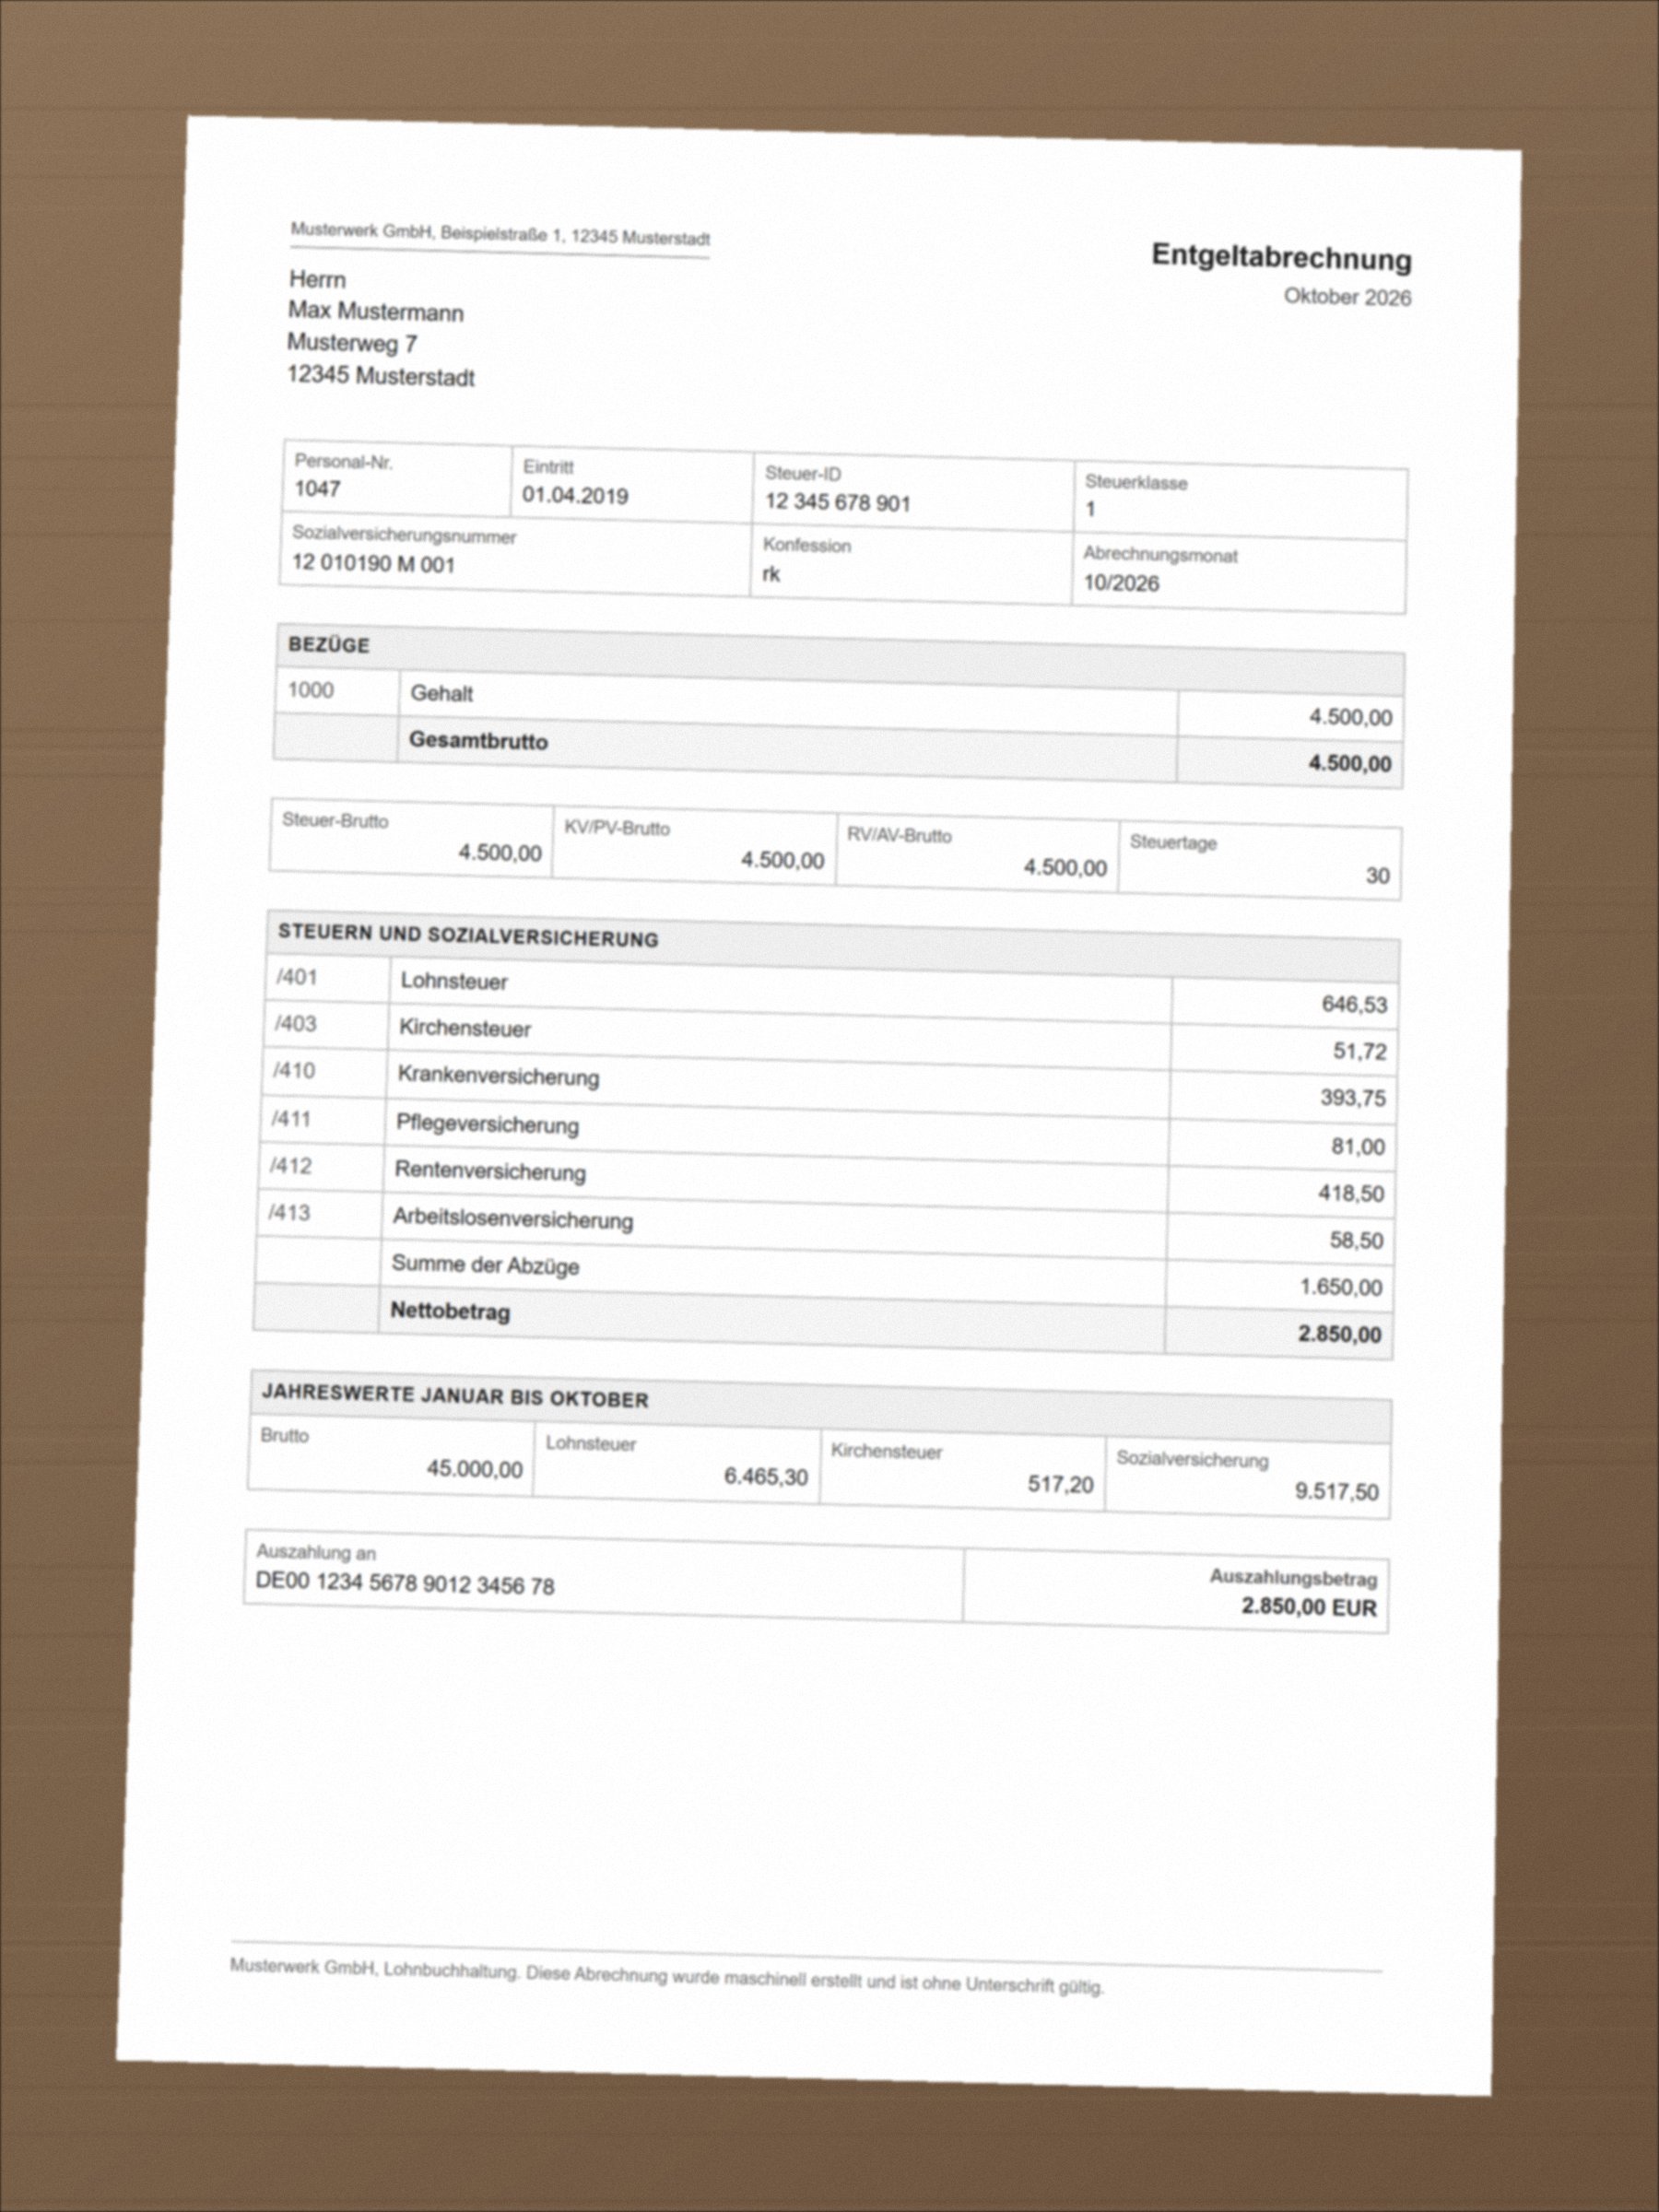 Musterwerk GmbH, Beispielstraße 1, 12345 Musterstadt
Entgeltabrechnung
Oktober 2026
Herrn
Max Mustermann
Musterweg 7
12345 Musterstadt
Personal-Nr. Eintritt Steuer-ID Steuerklasse
1047 01.04.2019 12 345 678 901 1
Sozialversicherungsnummer Konfession Abrechnungsmonat
12 010190 M 001 rk 10/2026
BEZÜGE
1000 Gehalt 4.500,00
Gesamtbrutto 4.500,00
Steuer-Brutto KV/PV-Brutto RV/AV-Brutto Steuertage
4.500,00 4.500,00 4.500,00 30
STEUERN UND SOZIALVERSICHERUNG
/401 Lohnsteuer 646,53
/403 Kirchensteuer 51,72
/410 Krankenversicherung 393,75
/411 Pflegeversicherung 81,00
/412 Rentenversicherung 418,50
/413 Arbeitslosenversicherung 58,50
Summe der Abzüge 1.650,00
Nettobetrag 2.850,00
JAHRESWERTE JANUAR BIS OKTOBER
Brutto Lohnsteuer Kirchensteuer Sozialversicherung
45.000,00 6.465,30 517,20 9.517,50
Auszahlung an Auszahlungsbetrag
DE00 1234 5678 9012 3456 78 2.850,00 EUR
Musterwerk GmbH, Lohnbuchhaltung. Diese Abrechnung wurde maschinell erstellt und ist ohne Unterschrift gültig.